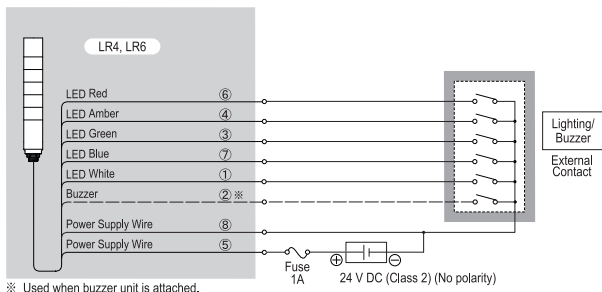 LR4, LR6
LED Red ⑥
LED Amber ④
LED Green ③
LED Blue ⑦
LED White ①
Buzzer ② ※
Power Supply Wire ⑧
Power Supply Wire ⑤
Lighting/
Buzzer
External
Contact
⊕ ⊖
Fuse
1A
24 V DC (Class 2) (No polarity)
※ Used when buzzer unit is attached.